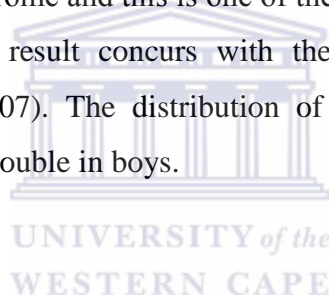 and this is one of the
result concurs with the
07). The distribution of
ouble in boys.
UNIVERSITY of the
WESTERN CAPE